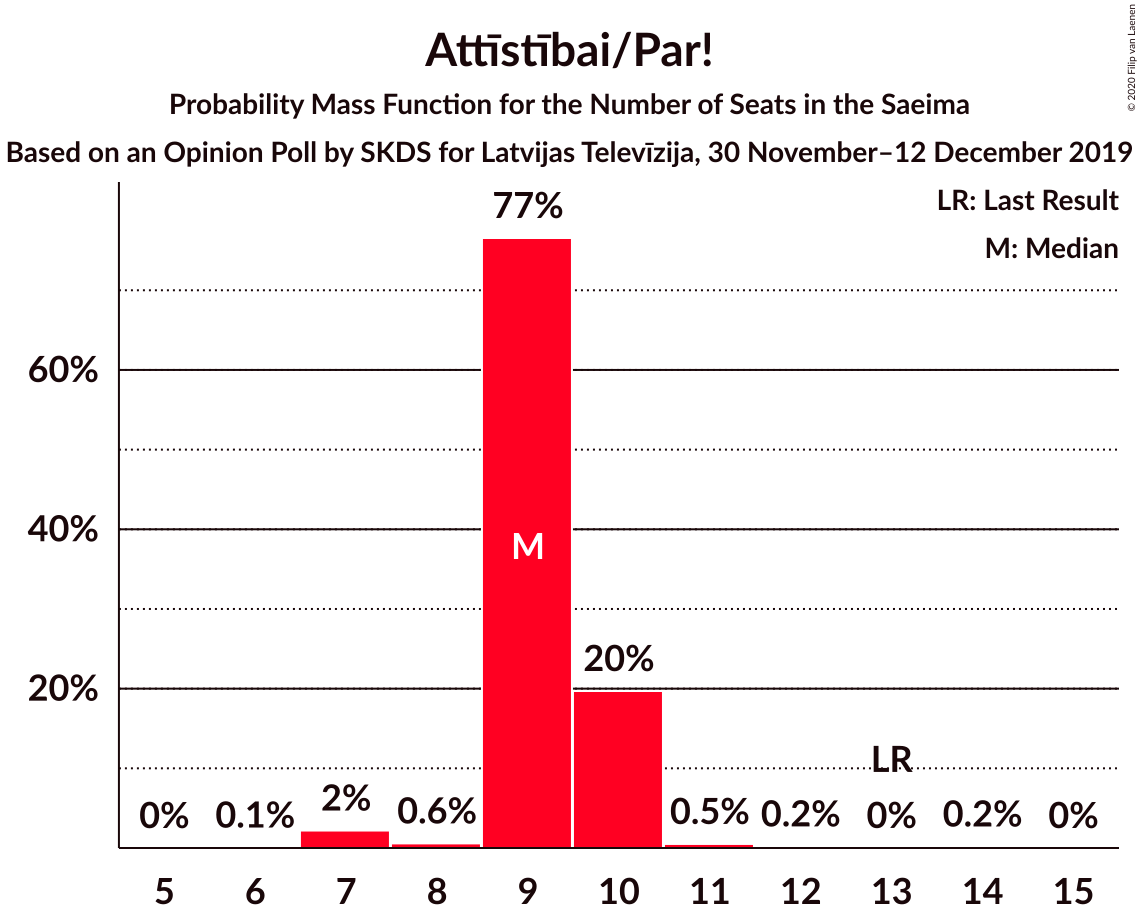 Attīstībai/Par!
Probability Mass Function for the Number of Seats in the Saeima
Based on an Opinion Poll by SKDS for Latvijas Televīzija, 30 November–12 December 2019
© 2020 Filip van Laenen
LR: Last Result
M: Median
77%
60%
40%
M
20%
20%
LR
0% 0.1% 2% 0.6% 0.5% 0.2% 0% 0.2% 0%
5 6 7 8 9 10 11 12 13 14 15